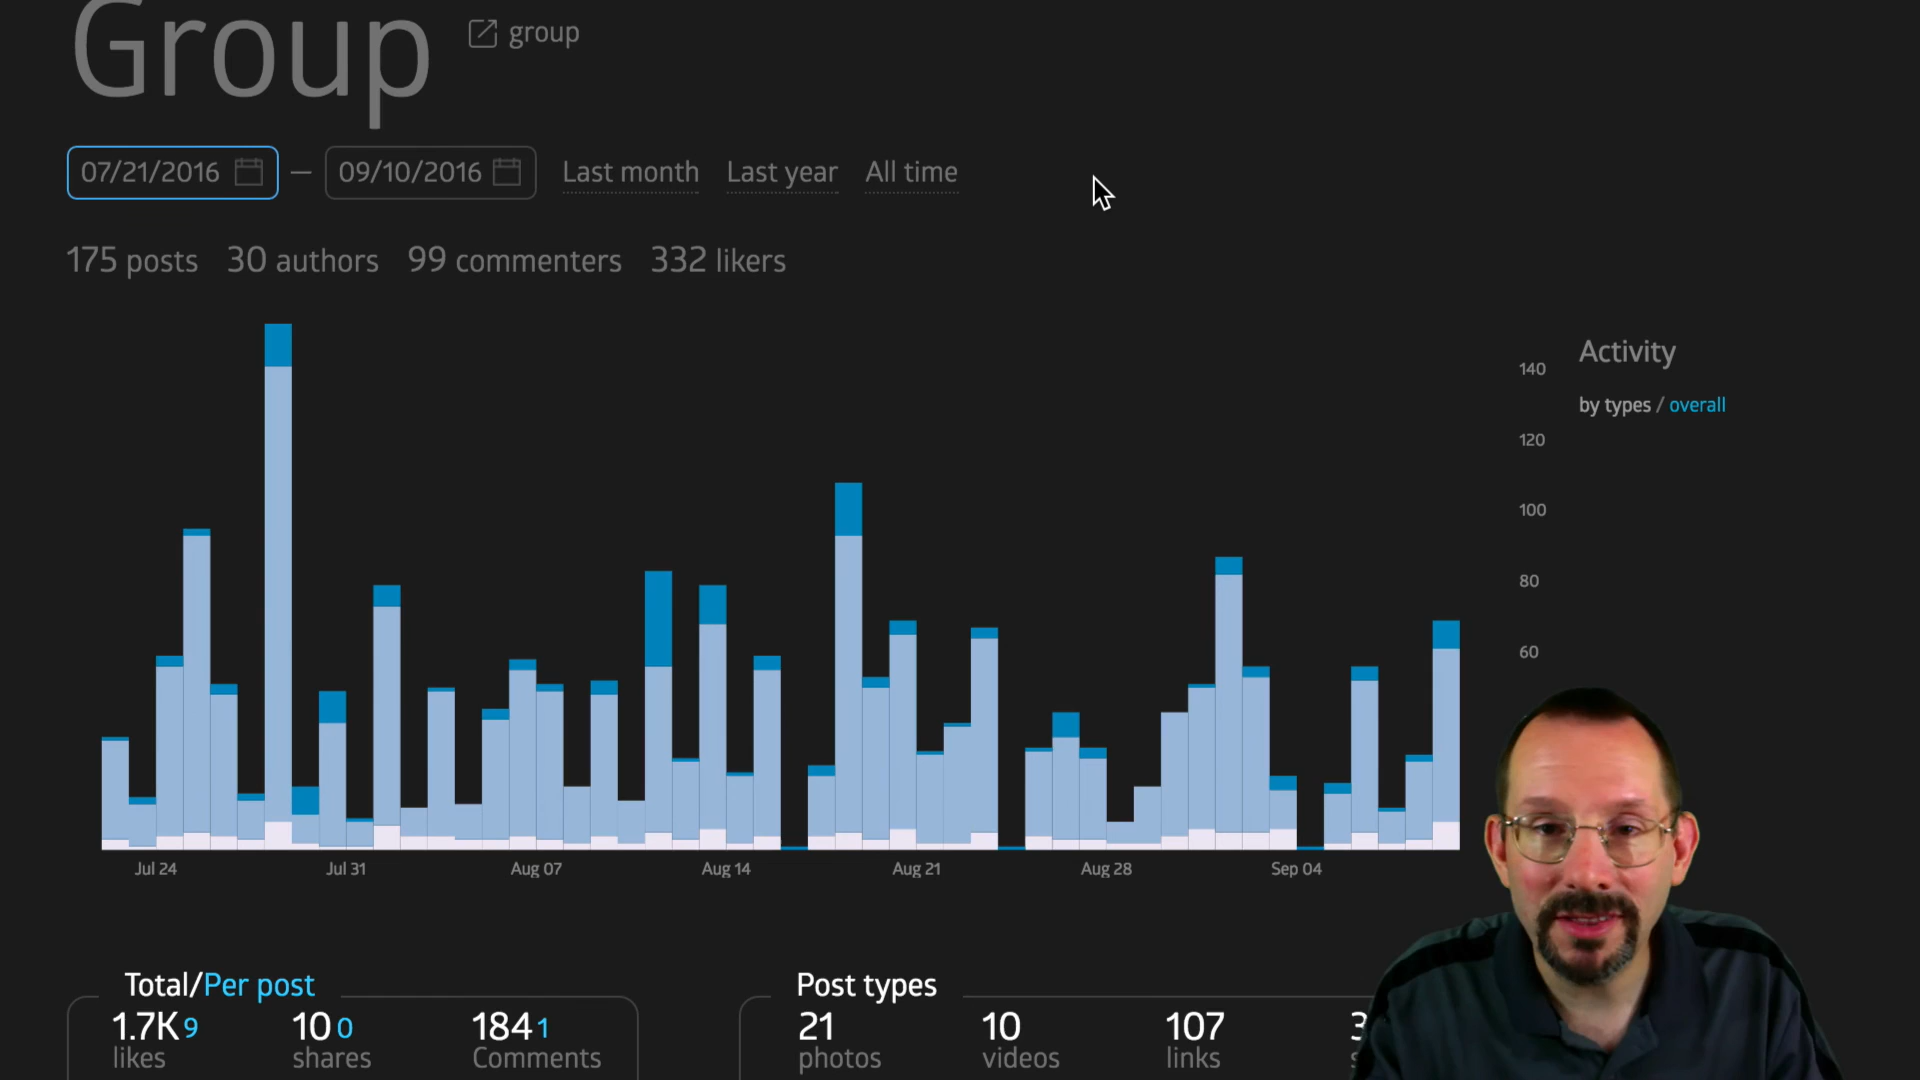 Group
group
07/21/2016 — 09/10/2016 Last month Last year All time
175 posts 30 authors 99 commenters 332 likers
Activity
by types / overall
140
120
100
80
60
Jul 24 Jul 31 Aug 07 Aug 14 Aug 21 Aug 28 Sep 04
Total/Per post
1.7K 9 10 0 184 1
likes shares Comments
Post types
21 10 107
photos videos links